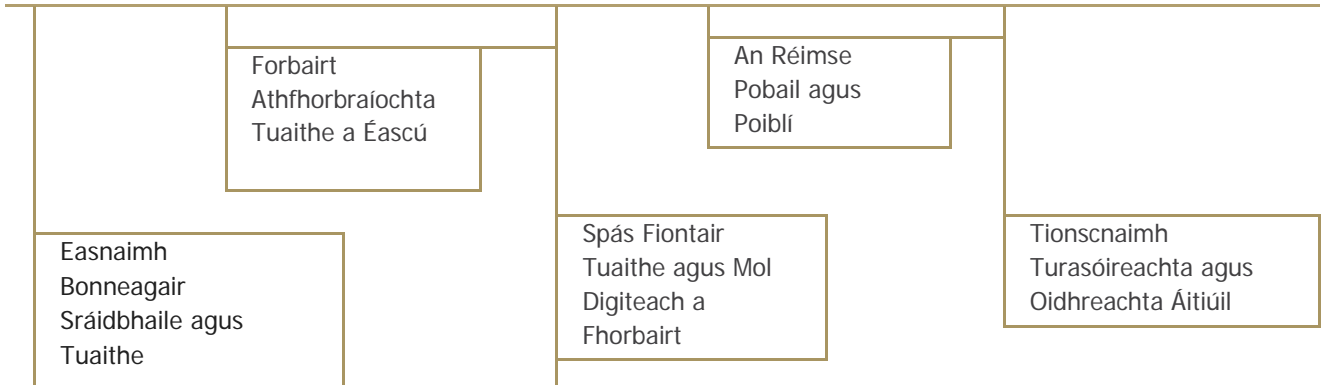 Forbairt
Athfhorbraíochta
Tuaithe a Éascú
An Réimse
Pobail agus
Poiblí
Easnaimh
Bonneagair
Sráidbhaile agus
Tuaithe
Spás Fiontair
Tuaithe agus Mol
Digiteach a
Fhorbairt
Tionscnaimh
Turasóireachta agus
Oidhreachta Áitiúil